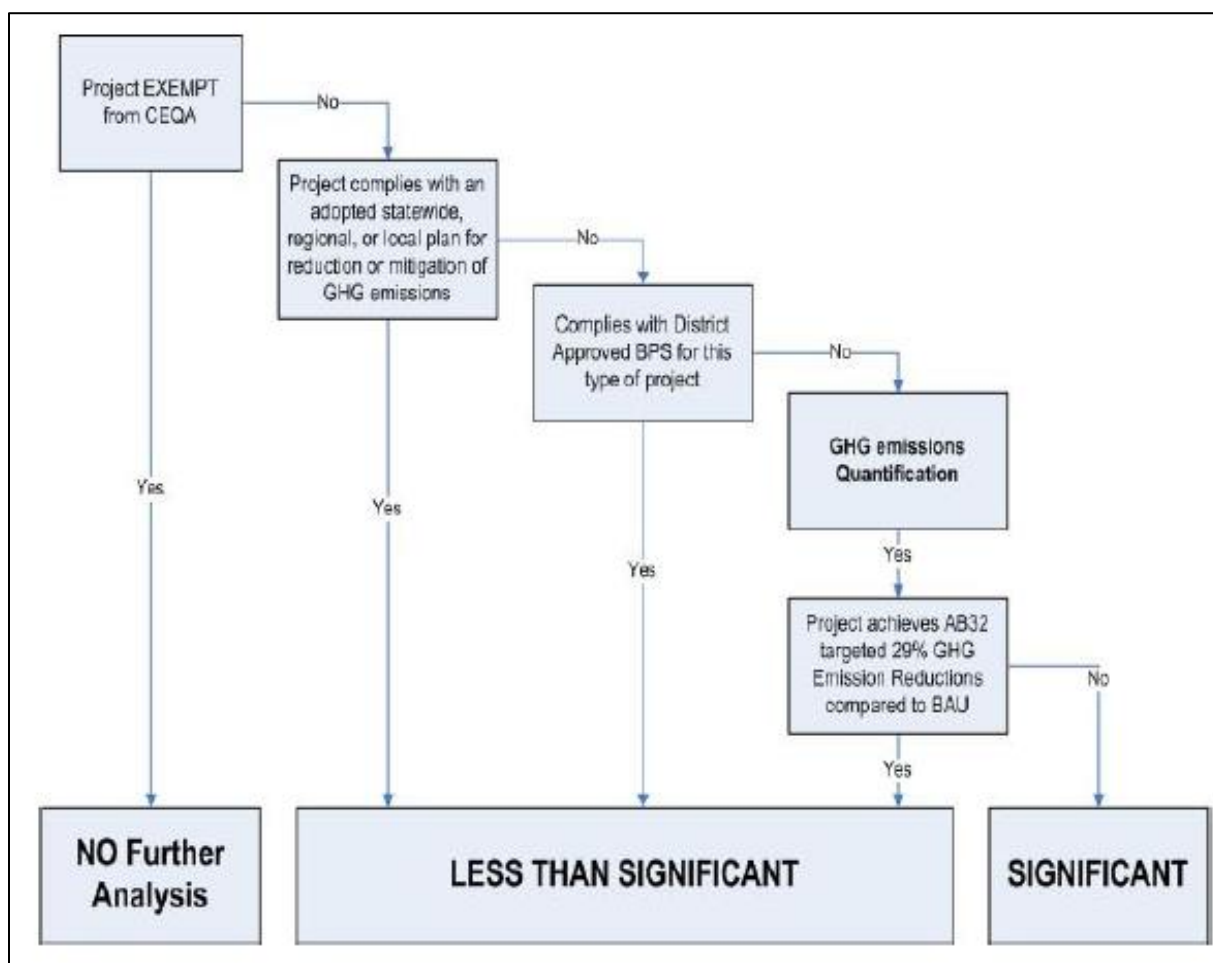 Project EXEMPT
from CEQA
No
Project complies with an
adopted statewide,
regional, or local plan for
reduction or mitigation of
GHG emissions
No
Complies with District
Approved BPS for this
type of project
No
GHG emissions
Quantification
Yes
Yes
Yes
Yes
Project achieves AB32
targeted 29% GHG
Emission Reductions
compared to BAU
No
Yes
NO Further
Analysis
LESS THAN SIGNIFICANT
SIGNIFICANT